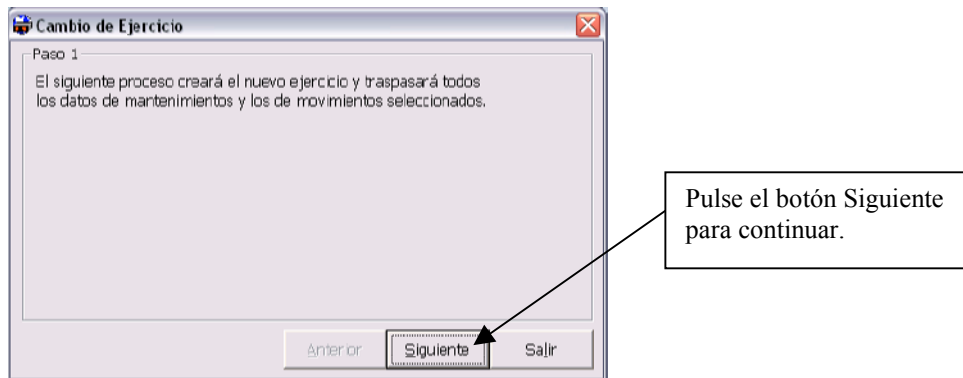 Cambio de Ejercicio
Paso 1
El siguiente proceso creará el nuevo ejercicio y traspasará todos
los datos de mantenimientos y los de movimientos seleccionados.
Pulse el botón Siguiente
para continuar.
Anterior Siguiente Salir